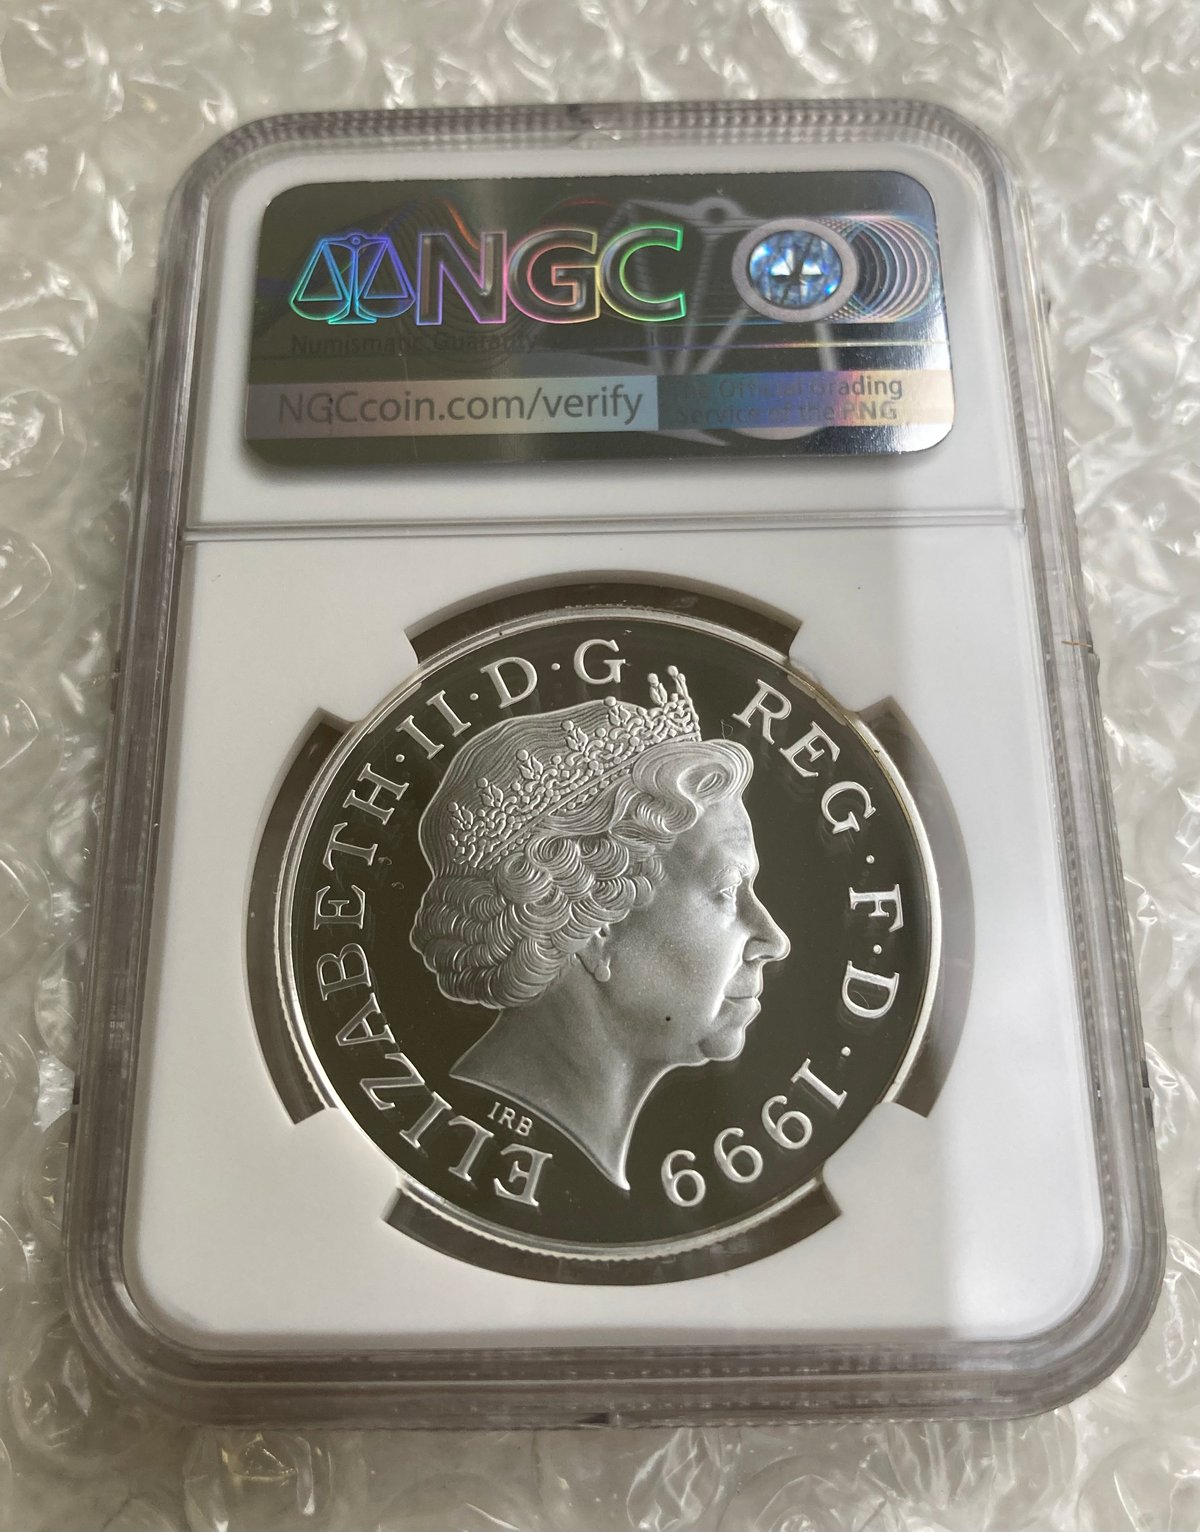 NGC
Numismatic Guaranty
NGCcoin.com/verify
The Official Grading
Service of the PNG
ELIZABETH·II·D·G REG·F·D·1999
IRB